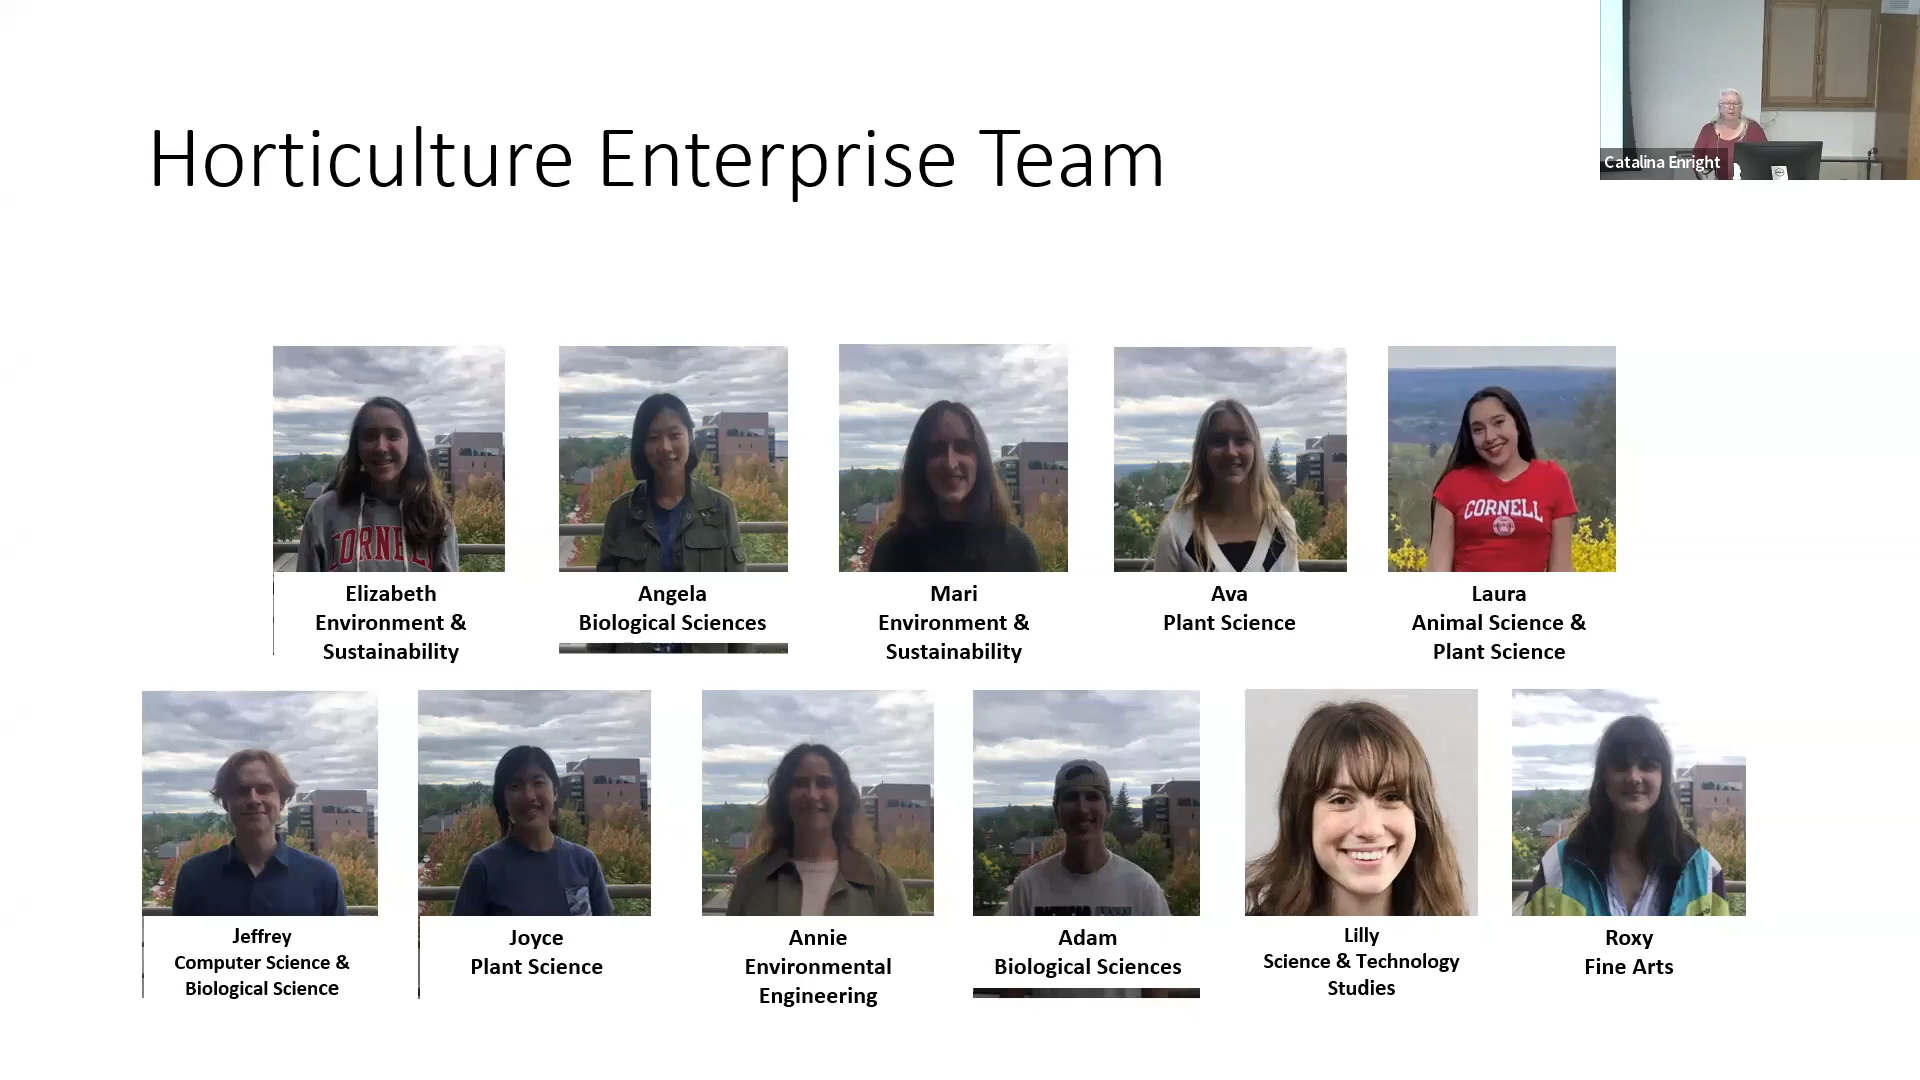 Horticulture Enterprise Team
Catalina Enright
CORNELL
CORNELL
Elizabeth
Environment &
Sustainability
Angela
Biological Sciences
Mari
Environment &
Sustainability
Ava
Plant Science
Laura
Animal Science &
Plant Science
Jeffrey
Computer Science &
Biological Science
Joyce
Plant Science
Annie
Environmental
Engineering
Adam
Biological Sciences
Lilly
Science & Technology
Studies
Roxy
Fine Arts